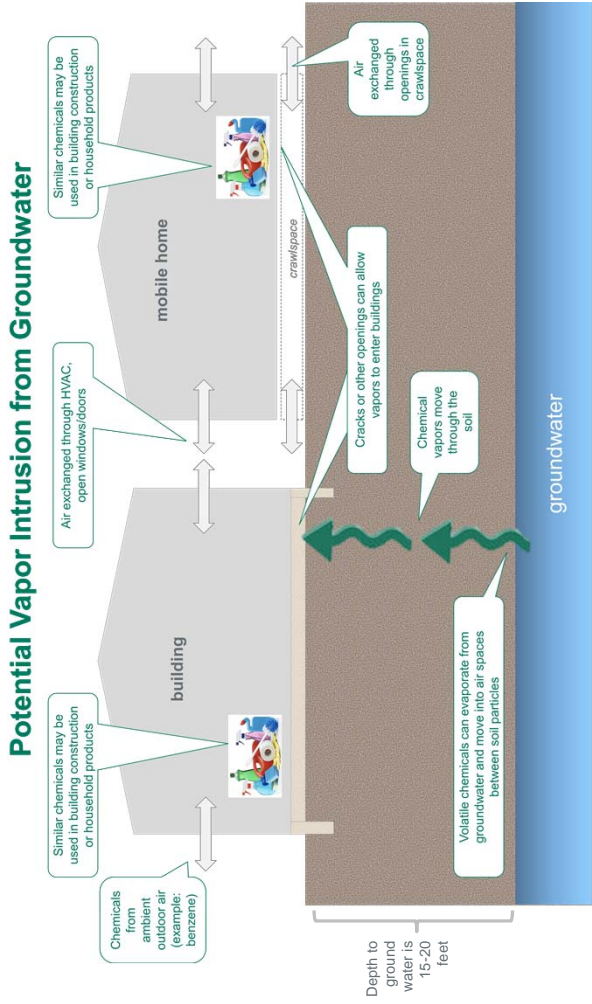 Potential Vapor Intrusion from Groundwater
Chemicals
from
ambient
outdoor air
(example:
benzene)
Similar chemicals may be
used in building construction
or household products
Air exchanged through HVAC,
open windows/doors
Similar chemicals may be
used in building construction
or household products
building
mobile home
crawlspace
Air
exchanged
through
openings in
crawlspace
Cracks or other openings can allow
vapors to enter buildings
Chemical
vapors move
through the
soil
Volatile chemicals can evaporate from
groundwater and move into air spaces
between soil particles
Depth to
ground
water is
15-20
feet
groundwater